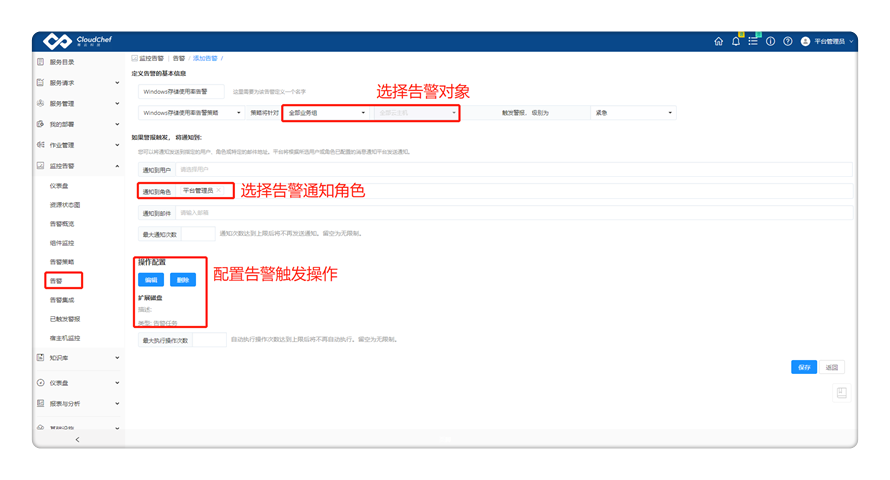 CloudChef
平台管理员
服务目录
监控告警 | 告警 / 添加告警 /
定义告警的基本信息
服务请求
Windows存储使用率告警
这里需要为该告警定义一个名字
选择告警对象
服务管理
Windows存储使用率告警策略 策略将针对 全部业务组 全部云主机 触发警报，级别为 紧急
我的部署
如果警报触发，将通知到:
作业管理
您可以将通知发送到指定的用户、角色或特定的邮件地址。平台将根据所选用户或角色已配置的消息通知平台发送通知。
监控告警
通知到用户 请选择用户
仪表盘
通知到角色 平台管理员 ×
选择告警通知角色
资源状态图
通知到邮件 请输入邮箱
告警概览
最大通知次数
通知次数达到上限后将不再发送通知。留空为无限制。
组件监控
告警策略
操作配置
配置告警触发操作
告警
编辑 删除
告警集成
扩展磁盘
描述:
已触发警报
类型: 告警任务
宿主机监控
最大执行操作次数
自动执行操作次数达到上限后将不再自动执行。留空为无限制。
知识库
保存 返回
仪表盘
报表与分析